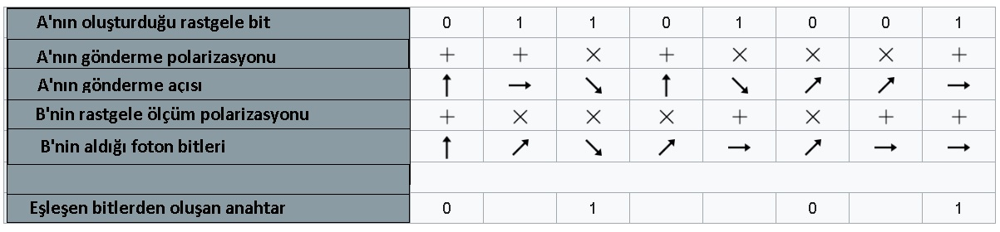 A'nın oluşturduğu rastgele bit 0 1 1 0 1 0 0 1
A'nın gönderme polarizasyonu + + × + × × × +
A'nın gönderme açısı ↑ → ↘ ↑ ↘ ↗ ↗ →
B'nin rastgele ölçüm polarizasyonu + × × × + × + +
B'nin aldığı foton bitleri ↑ ↗ ↘ ↗ → ↗ → →
Eşleşen bitlerden oluşan anahtar 0 1 0 1